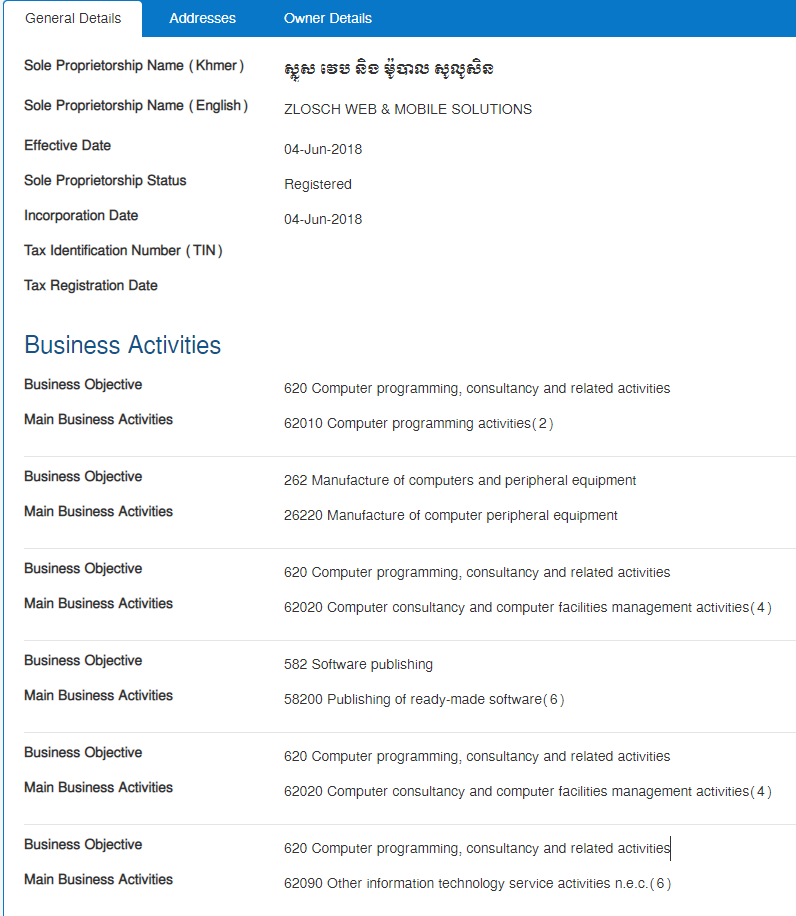 General Details Addresses Owner Details
Sole Proprietorship Name ( Khmer ) ស្លូស វេប និង ម៉ូបាល សូលូសិន
Sole Proprietorship Name ( English ) ZLOSCH WEB & MOBILE SOLUTIONS
Effective Date 04-Jun-2018
Sole Proprietorship Status Registered
Incorporation Date 04-Jun-2018
Tax Identification Number ( TIN )
Tax Registration Date
Business Activities
Business Objective 620 Computer programming, consultancy and related activities
Main Business Activities 62010 Computer programming activities( 2 )
Business Objective 262 Manufacture of computers and peripheral equipment
Main Business Activities 26220 Manufacture of computer peripheral equipment
Business Objective 620 Computer programming, consultancy and related activities
Main Business Activities 62020 Computer consultancy and computer facilities management activities( 4 )
Business Objective 582 Software publishing
Main Business Activities 58200 Publishing of ready-made software( 6 )
Business Objective 620 Computer programming, consultancy and related activities
Main Business Activities 62020 Computer consultancy and computer facilities management activities( 4 )
Business Objective 620 Computer programming, consultancy and related activities
Main Business Activities 62090 Other information technology service activities n.e.c.( 6 )